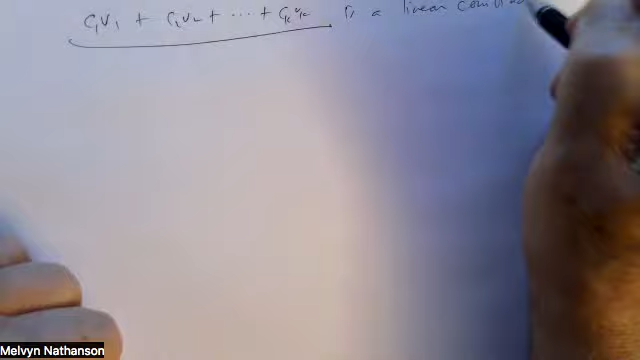 c₁v₁ + c₂v₂ + .... + cₖvₖ is a linear
Melvyn Nathanson